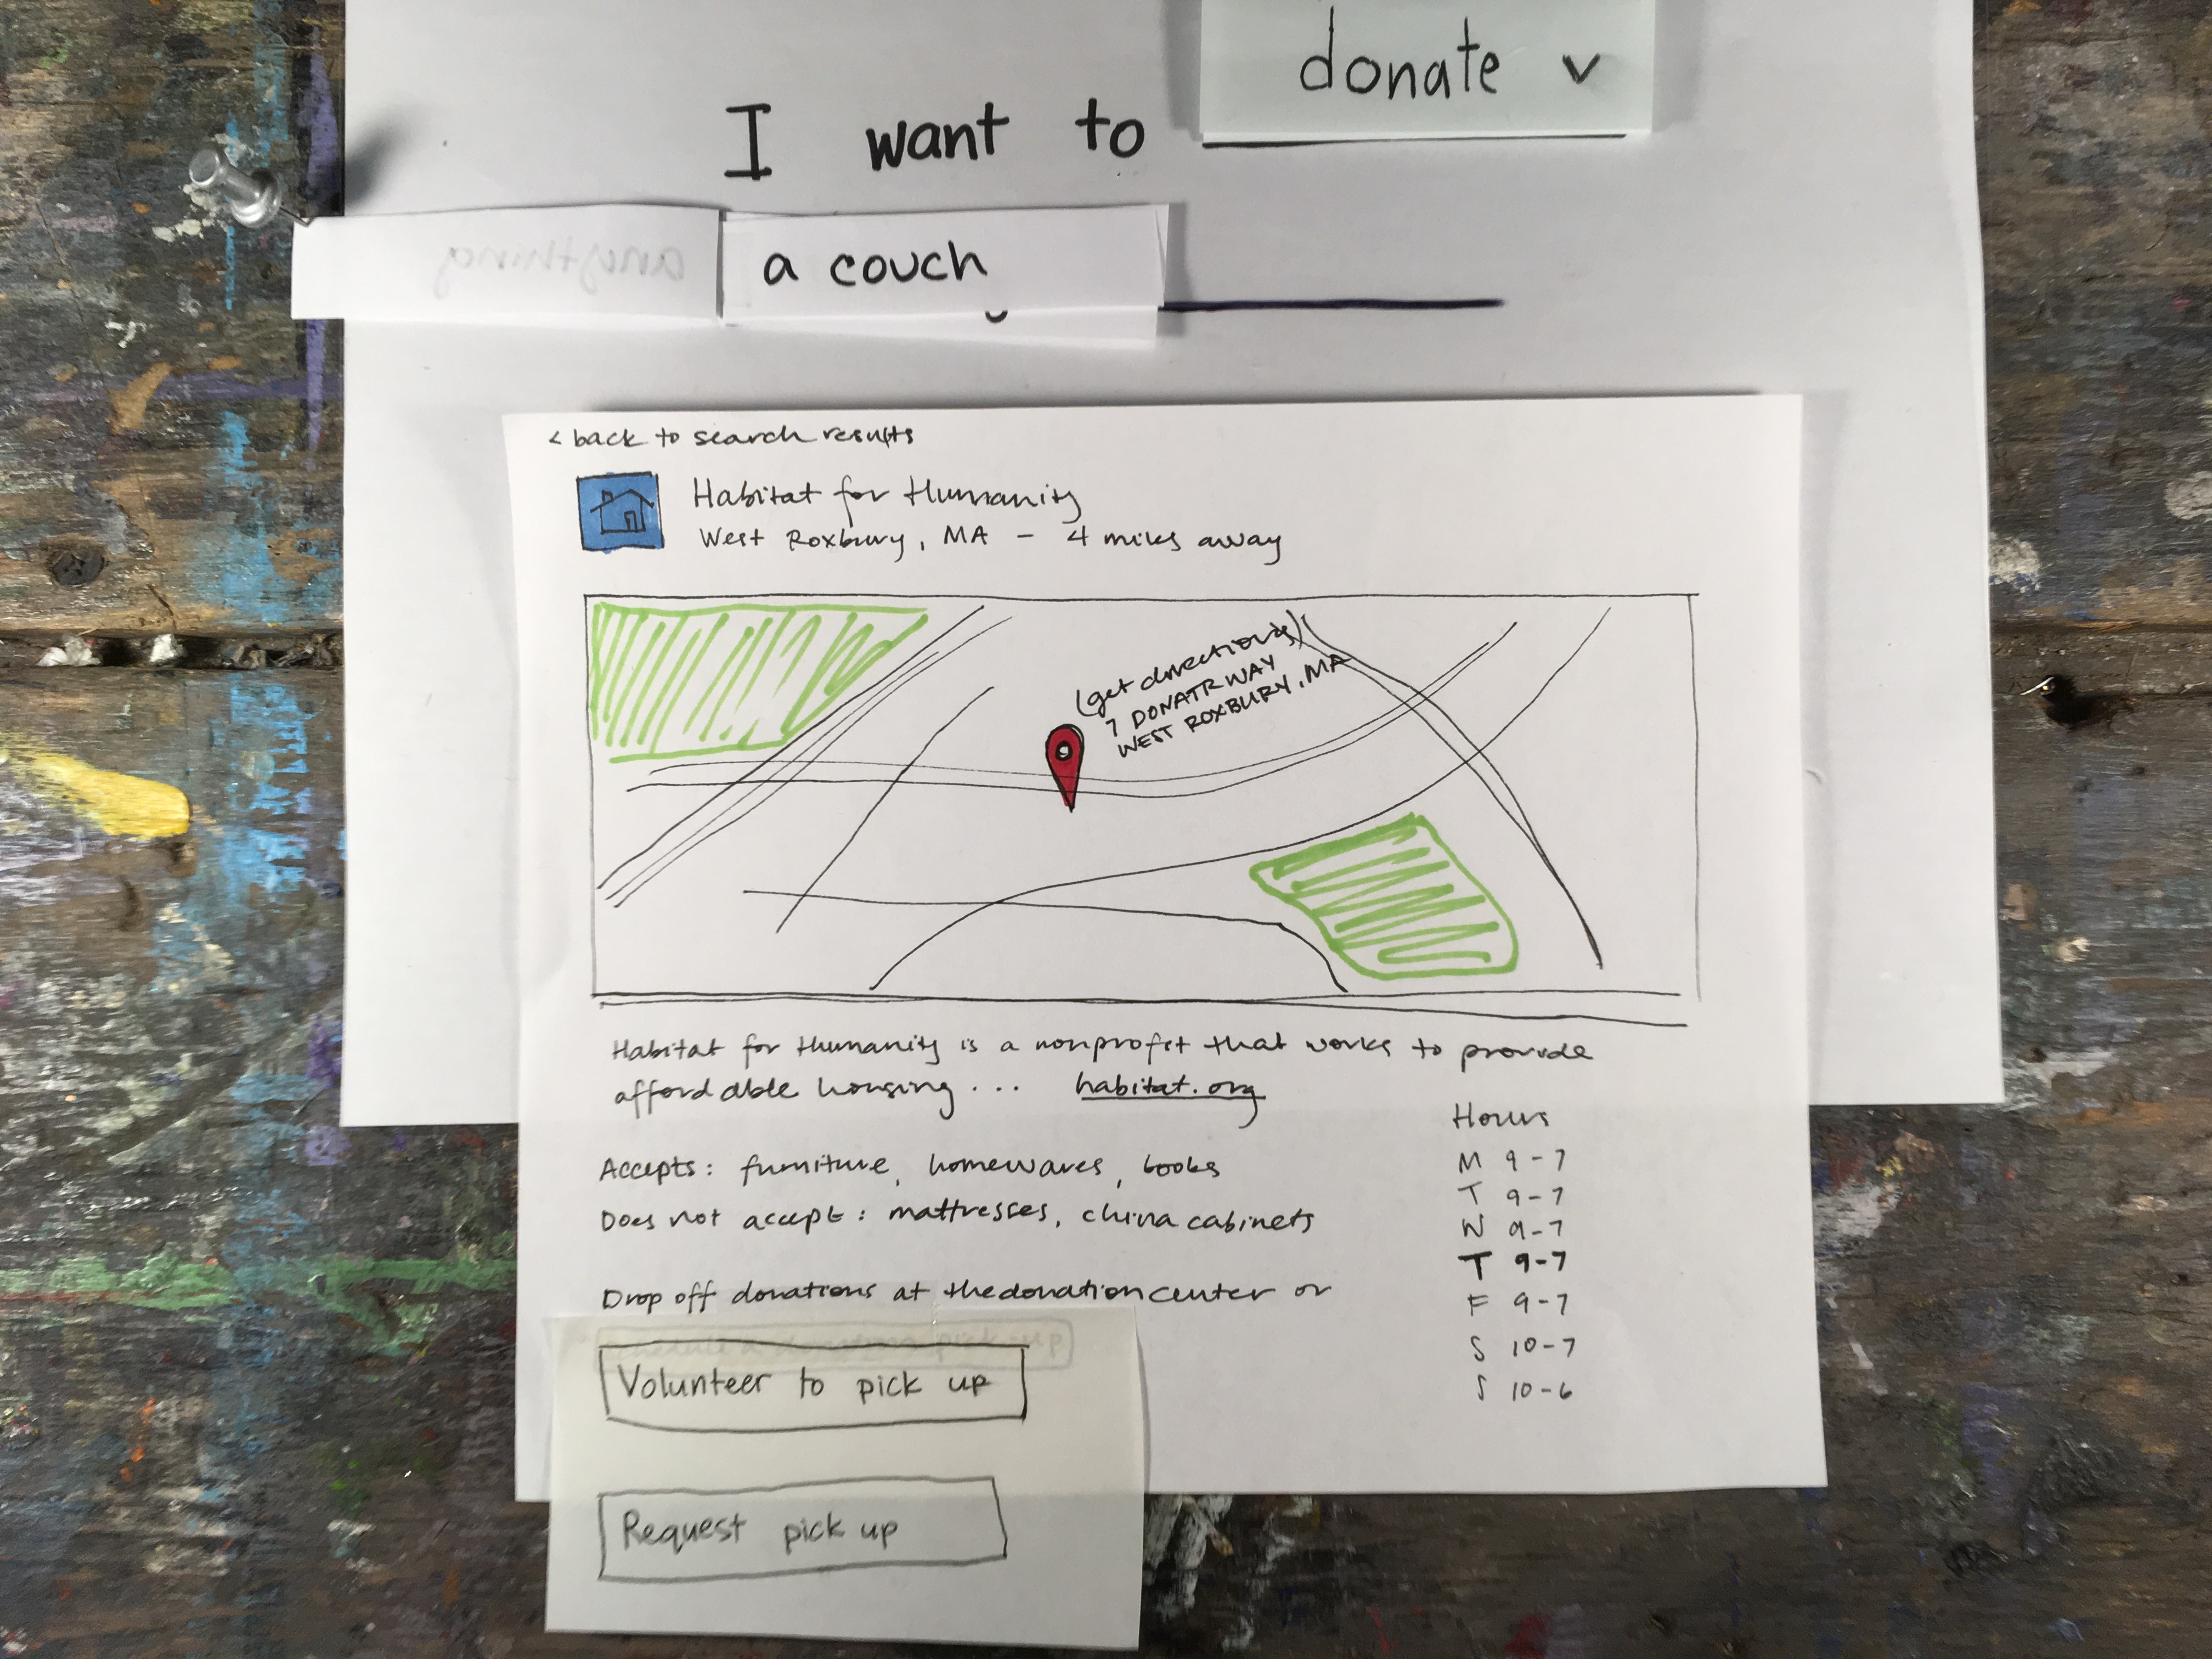 donate v
I want to
anything
a couch
< back to search results
Habitat for Humanity
West Roxbury, MA - 4 miles away
(get directions)
7 DONATR WAY
WEST ROXBURY, MA
Habitat for Humanity is a nonprofit that works to provide
affordable housing ... habitat.org
Accepts: furniture, homewares, books
Does not accept: mattresses, china cabinets
Drop off donations at the donation center or
pick-up
Volunteer to pick up
Request pick up
Hours
M 9-7
T 9-7
W 9-7
T 9-7
F 9-7
S 10-7
S 10-6